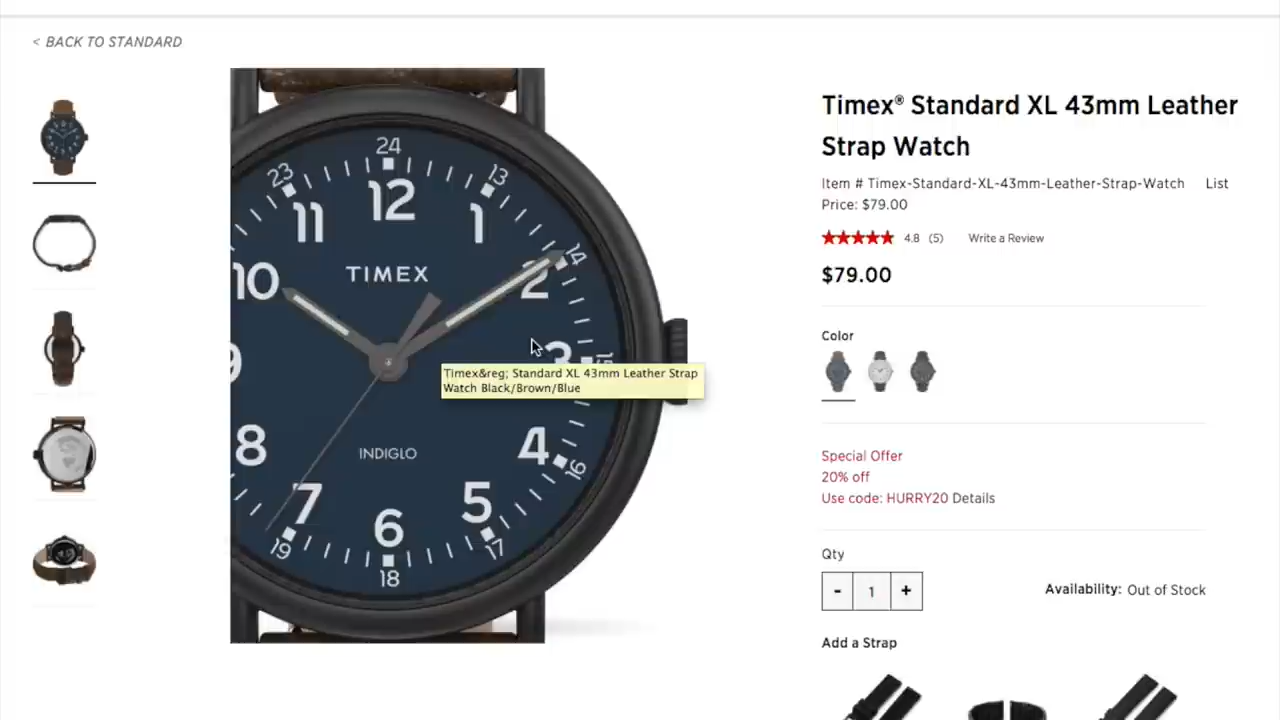 < BACK TO STANDARD
24
23
13
12
11
1
14
10
2
TIMEX
3
15
9
Timex&reg; Standard XL 43mm Leather Strap
Watch Black/Brown/Blue
8
4
INDIGLO
16
7
5
6
19
17
18
Timex® Standard XL 43mm Leather
Strap Watch
Item # Timex-Standard-XL-43mm-Leather-Strap-Watch List
Price: $79.00
4.8 (5) Write a Review
$79.00
Color
Special Offer
20% off
Use code: HURRY20 Details
Qty
- 1 +
Availability: Out of Stock
Add a Strap